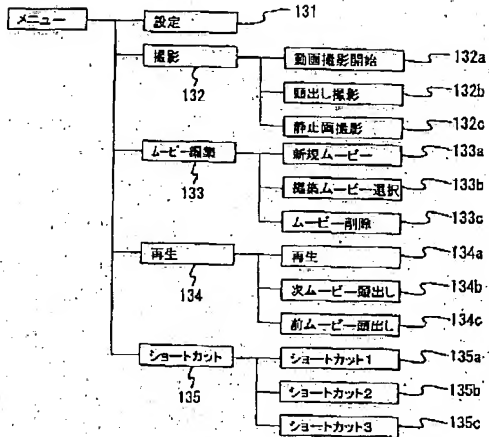 メニュー
設定
131
撮影
132
動画撮影開始
132a
頭出し撮影
132b
静止画撮影
132c
ムービー編集
133
新規ムービー
133a
編集ムービー選択
133b
ムービー削除
133c
再生
134
再生
134a
次ムービー頭出し
134b
前ムービー頭出し
134c
ショートカット
135
ショートカット1
135a
ショートカット2
135b
ショートカット3
135c